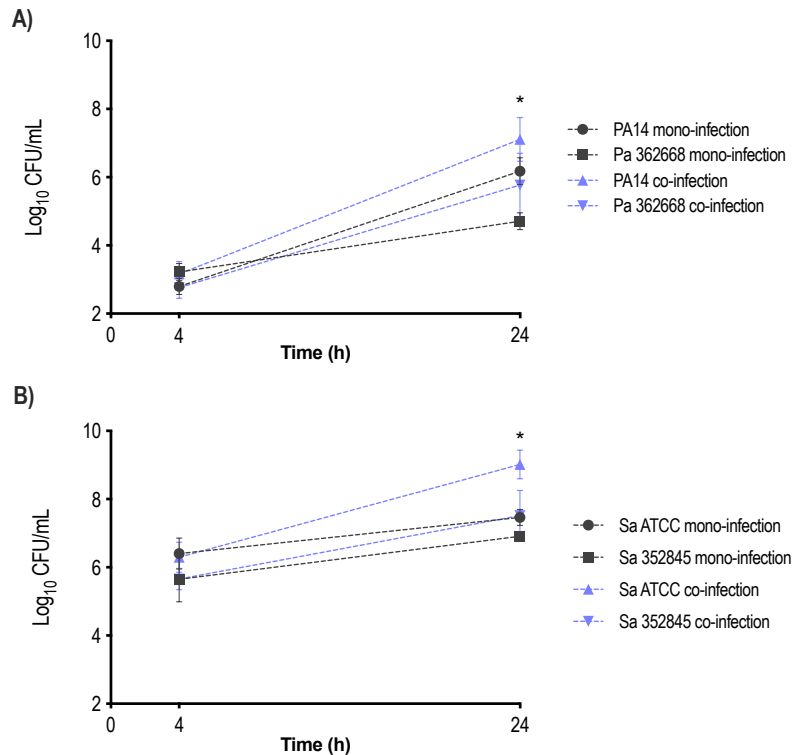 A)
10
8
6
4
2
Log10 CFU/mL
0
4
24
Time (h)
*
PA14 mono-infection
Pa 362668 mono-infection
PA14 co-infection
Pa 362668 co-infection
B)
10
8
6
4
2
Log10 CFU/mL
0
4
24
Time (h)
*
Sa ATCC mono-infection
Sa 352845 mono-infection
Sa ATCC co-infection
Sa 352845 co-infection